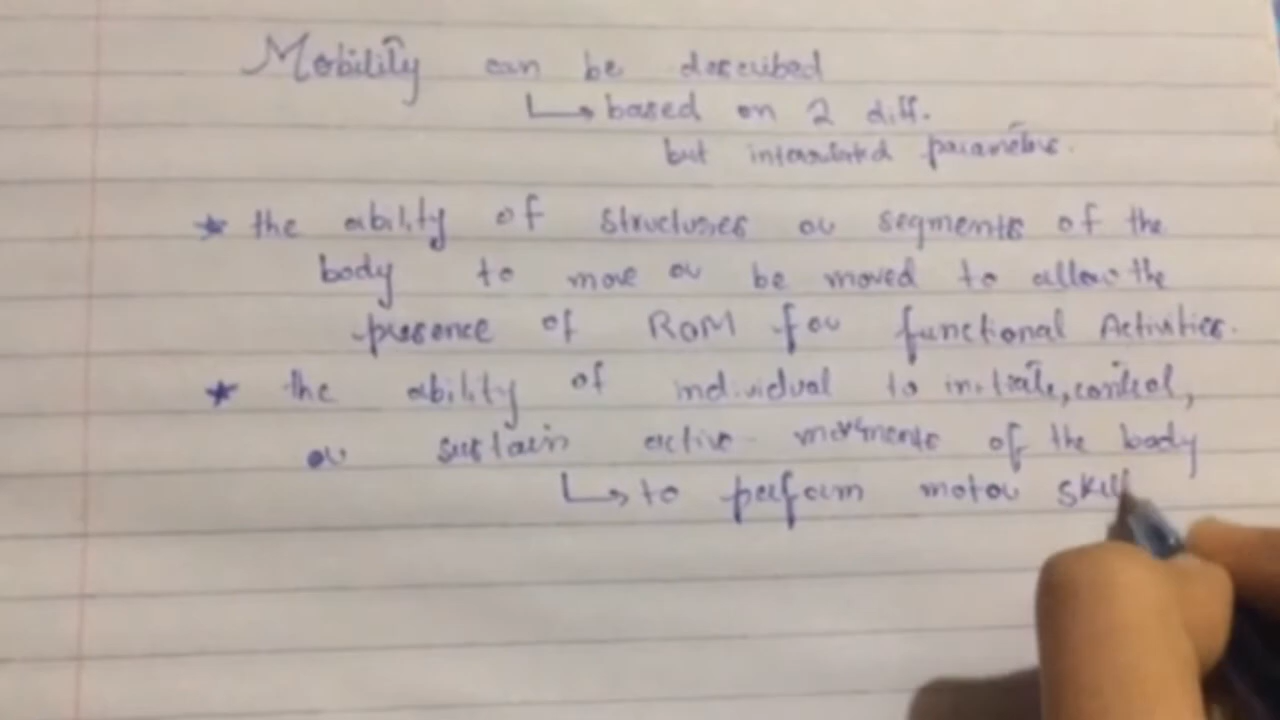 Mobility can be described
↳ based on 2 diff.
but interrelated parameters.
★ the ability of structures or segments of the
body to move or be moved to allow the
presence of ROM for functional Activities.
★ the ability of individual to initiate, control,
or sustain active movements of the body
↳ to perform motor skill